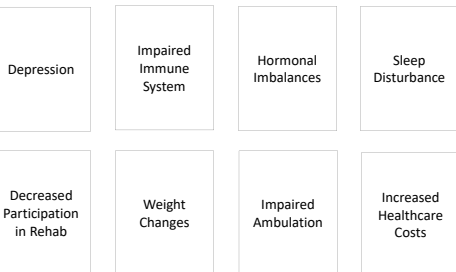 Depression
Impaired
Immune
System
Hormonal
Imbalances
Sleep
Disturbance
Decreased
Participation
in Rehab
Weight
Changes
Impaired
Ambulation
Increased
Healthcare
Costs